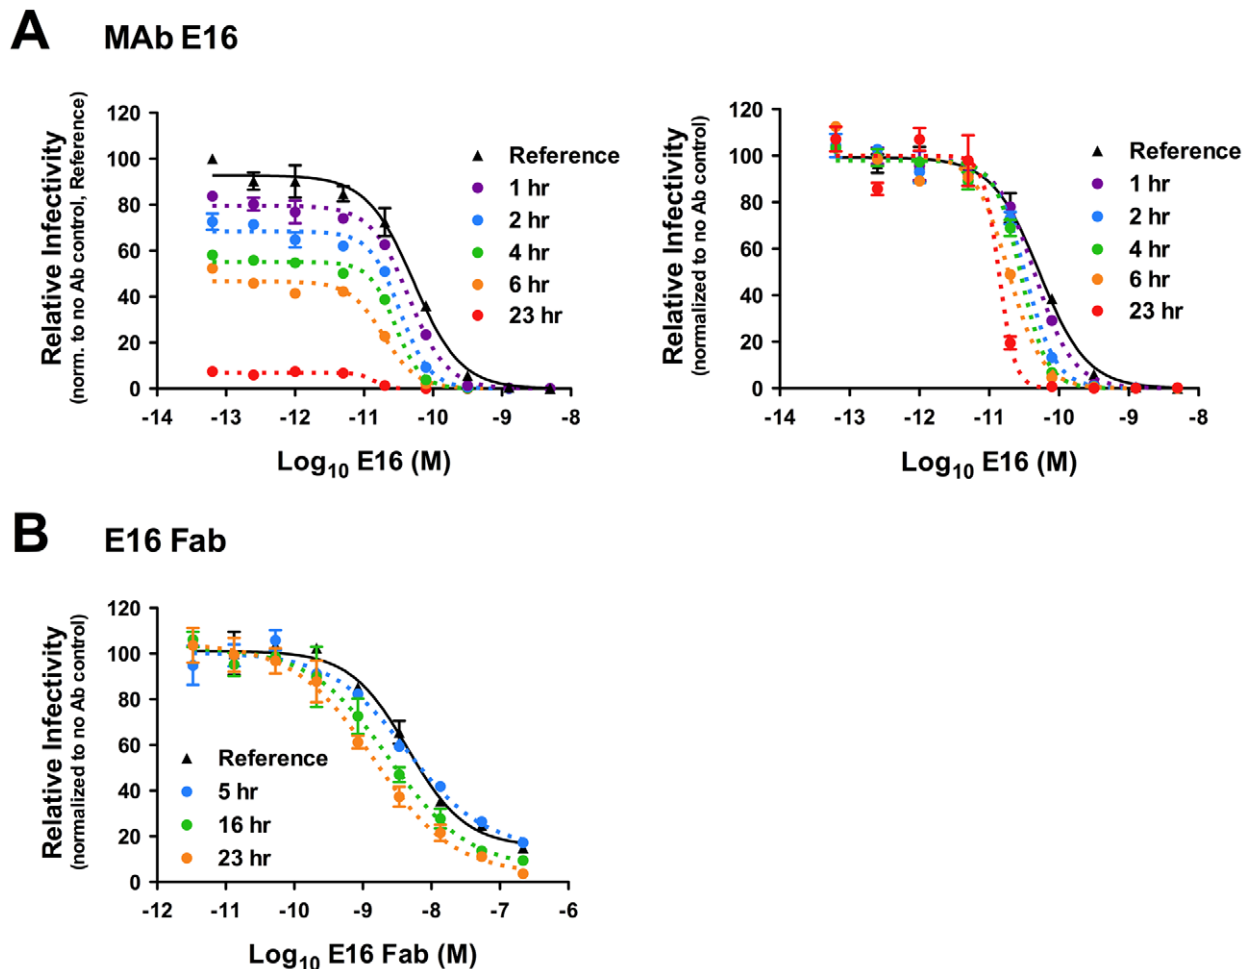 A MAb E16
Relative Infectivity
(norm. to no Ab control, Reference)
120
100
80
60
40
20
0
-14 -13 -12 -11 -10 -9 -8
Log10 E16 (M)
Reference
1 hr
2 hr
4 hr
6 hr
23 hr
Relative Infectivity
(normalized to no Ab control)
120
100
80
60
40
20
0
-14 -13 -12 -11 -10 -9 -8
Log10 E16 (M)
Reference
1 hr
2 hr
4 hr
6 hr
23 hr
B E16 Fab
Relative Infectivity
(normalized to no Ab control)
120
100
80
60
40
20
0
-12 -11 -10 -9 -8 -7 -6
Log10 E16 Fab (M)
Reference
5 hr
16 hr
23 hr